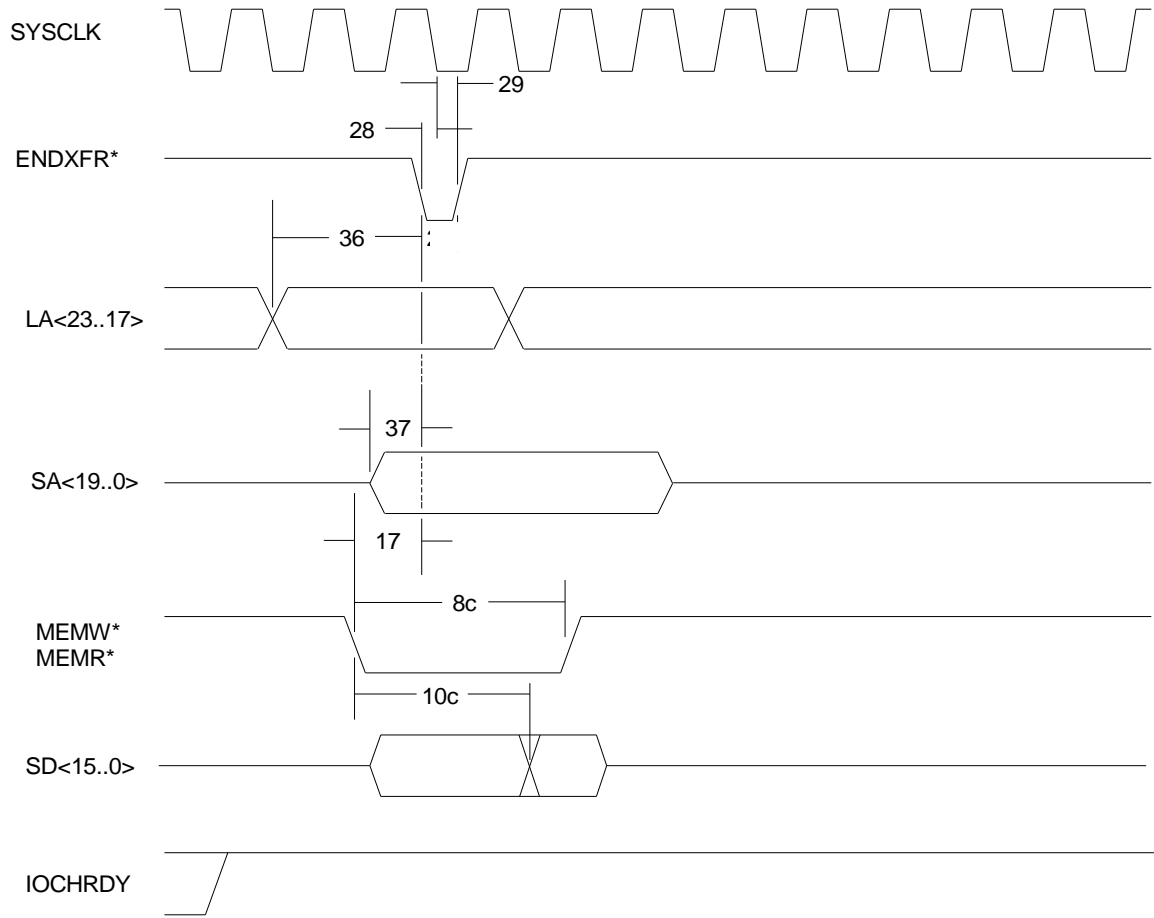 SYSCLK
29
28
ENDXFR*
36
LA<23..17>
37
SA<19..0>
17
8c
MEMW*
MEMR*
10c
SD<15..0>
IOCHRDY